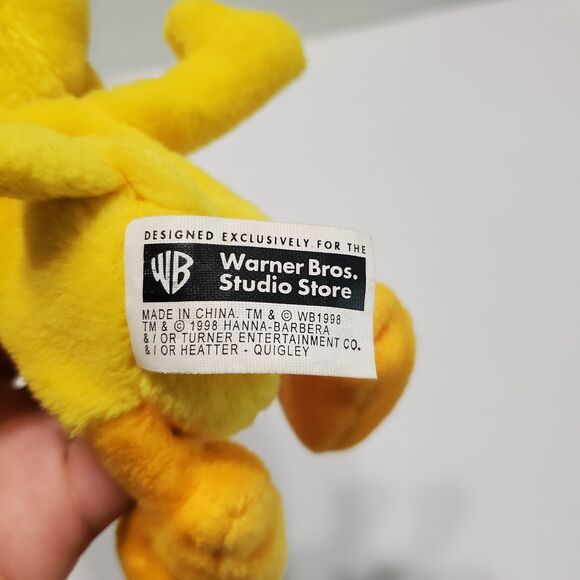 DESIGNED EXCLUSIVELY FOR THE
WB Warner Bros.
Studio Store
MADE IN CHINA. TM & © WB1998
TM & © 1998 HANNA-BARBERA
& / OR TURNER ENTERTAINMENT CO.
& / OR HEATTER - QUIGLEY